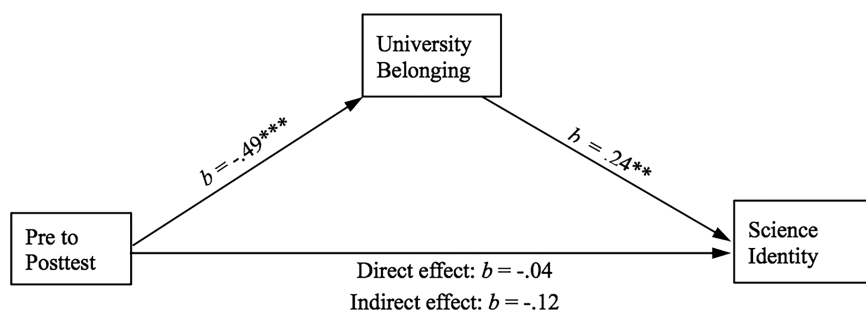 University
Belonging
b = -.49***
b = .24**
Pre to
Posttest
Science
Identity
Direct effect: b = -.04
Indirect effect: b = -.12